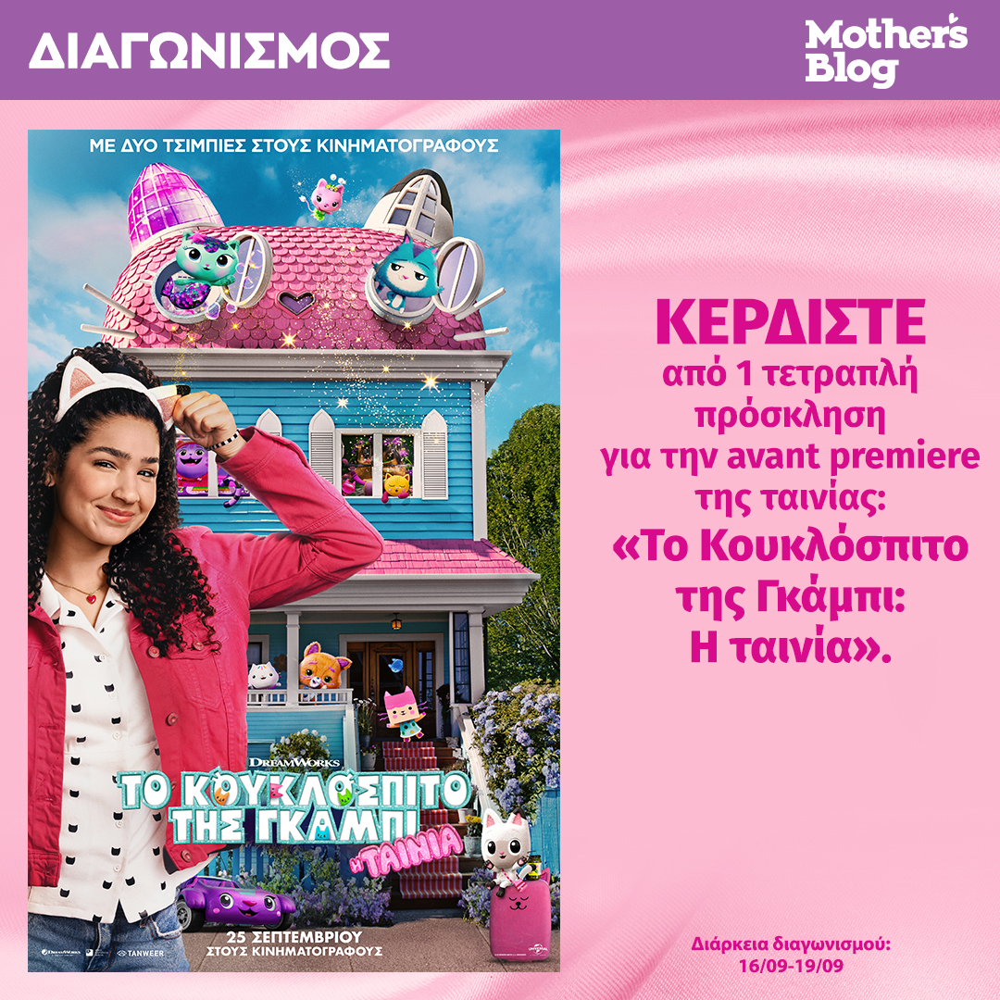 ΔΙΑΓΩΝΙΣΜΟΣ
Mother's
Blog
ΜΕ ΔΥΟ ΤΣΙΜΠΙΕΣ ΣΤΟΥΣ ΚΙΝΗΜΑΤΟΓΡΑΦΟΥΣ
DREAMWORKS
ΤΟ ΚΟΥΚΛΟΣΠΙΤΟ
ΤΗΣ ΓΚΑΜΠΙ
Η ΤΑΙΝΙΑ
25 ΣΕΠΤΕΜΒΡΙΟΥ
ΣΤΟΥΣ ΚΙΝΗΜΑΤΟΓΡΑΦΟΥΣ
DREAMWORKS
TANWEER
UNIVERSAL
ΚΕΡΔΙΣΤΕ
από 1 τετραπλή
πρόσκληση
για την avant premiere
της ταινίας:
«Το Κουκλόσπιτο
της Γκάμπι:
Η ταινία».
Διάρκεια διαγωνισμού:
16/09-19/09